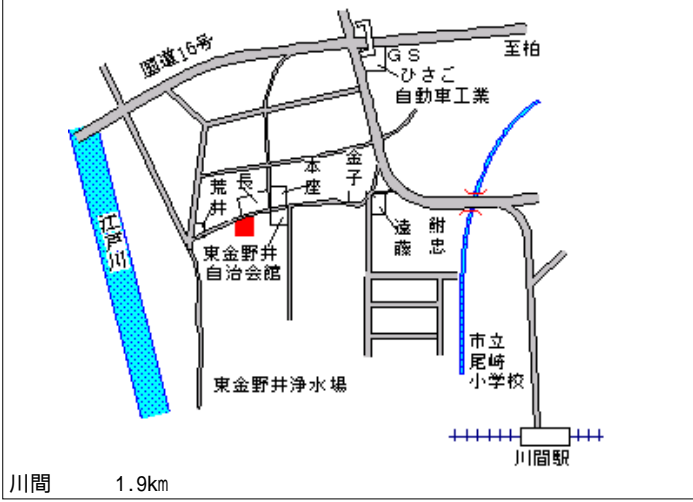 国道16号
至柏
GS
ひさご
自動車工業
江戸川
荒井
長
本座
金子
遠藤
謝忠
東金野井
自治会館
東金野井浄水場
市立
尾崎
小学校
川間駅
川間 1.9km